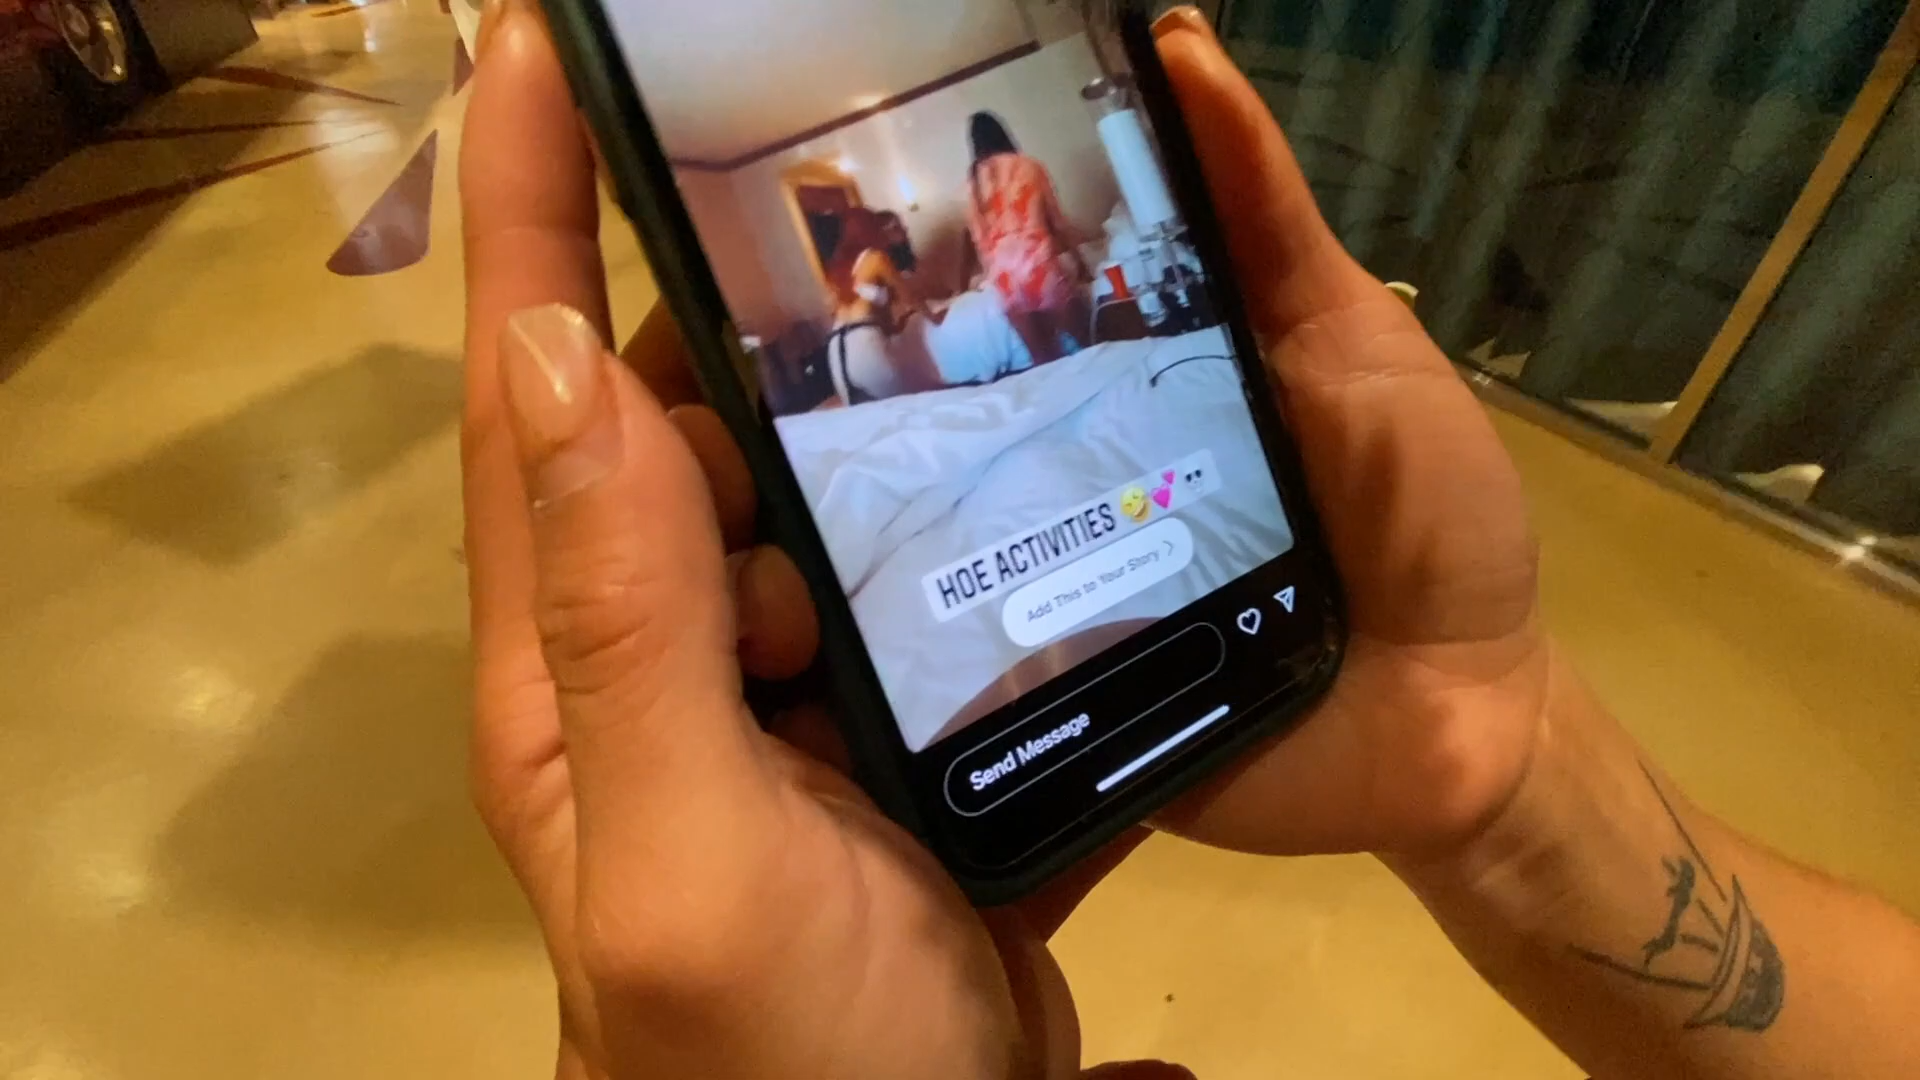 HOE ACTIVITIES 🤣💕💀
Add This to Your Story >
Send Message